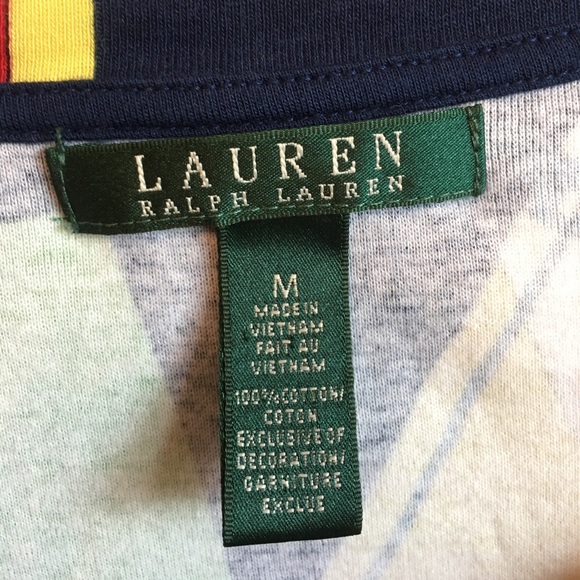 LAUREN
RALPH LAUREN
M
MADE IN
VIETNAM
FAIT AU
VIETNAM
100%COTTON/
COTON
EXCLUSIVE OF
DECORATION/
GARNITURE
EXCLUE